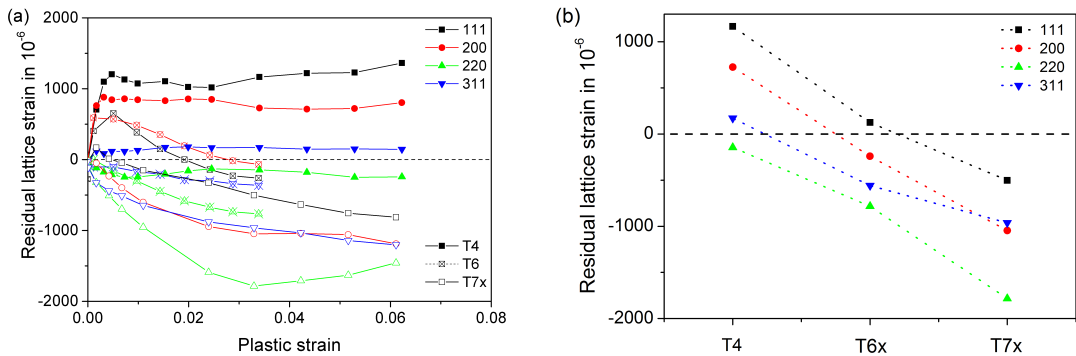 (a)
2000
1000
0
-1000
-2000
Residual lattice strain in 10-6
0.00
0.02
0.04
0.06
0.08
Plastic strain
111
200
220
311
T4
T6
T7x
(b)
1000
0
-1000
-2000
Residual lattice strain in 10-6
T4
T6x
T7x
111
200
220
311